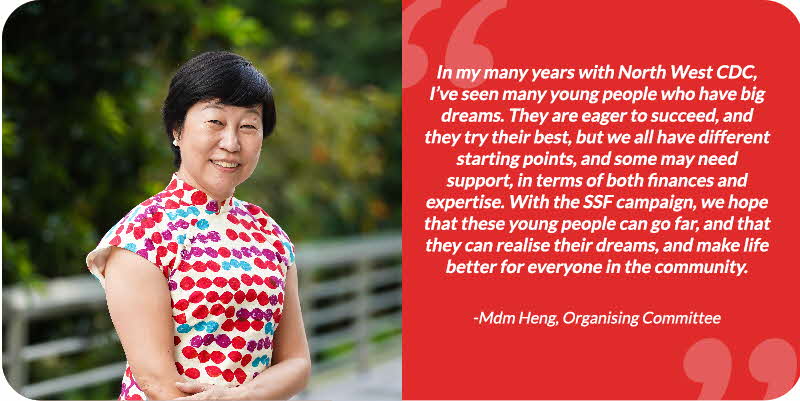 In my many years with North West CDC,
I've seen many young people who have big
dreams. They are eager to succeed, and
they try their best, but we all have different
starting points, and some may need
support, in terms of both finances and
expertise. With the SSF campaign, we hope
that these young people can go far, and that
they can realise their dreams, and make life
better for everyone in the community.
-Mdm Heng, Organising Committee